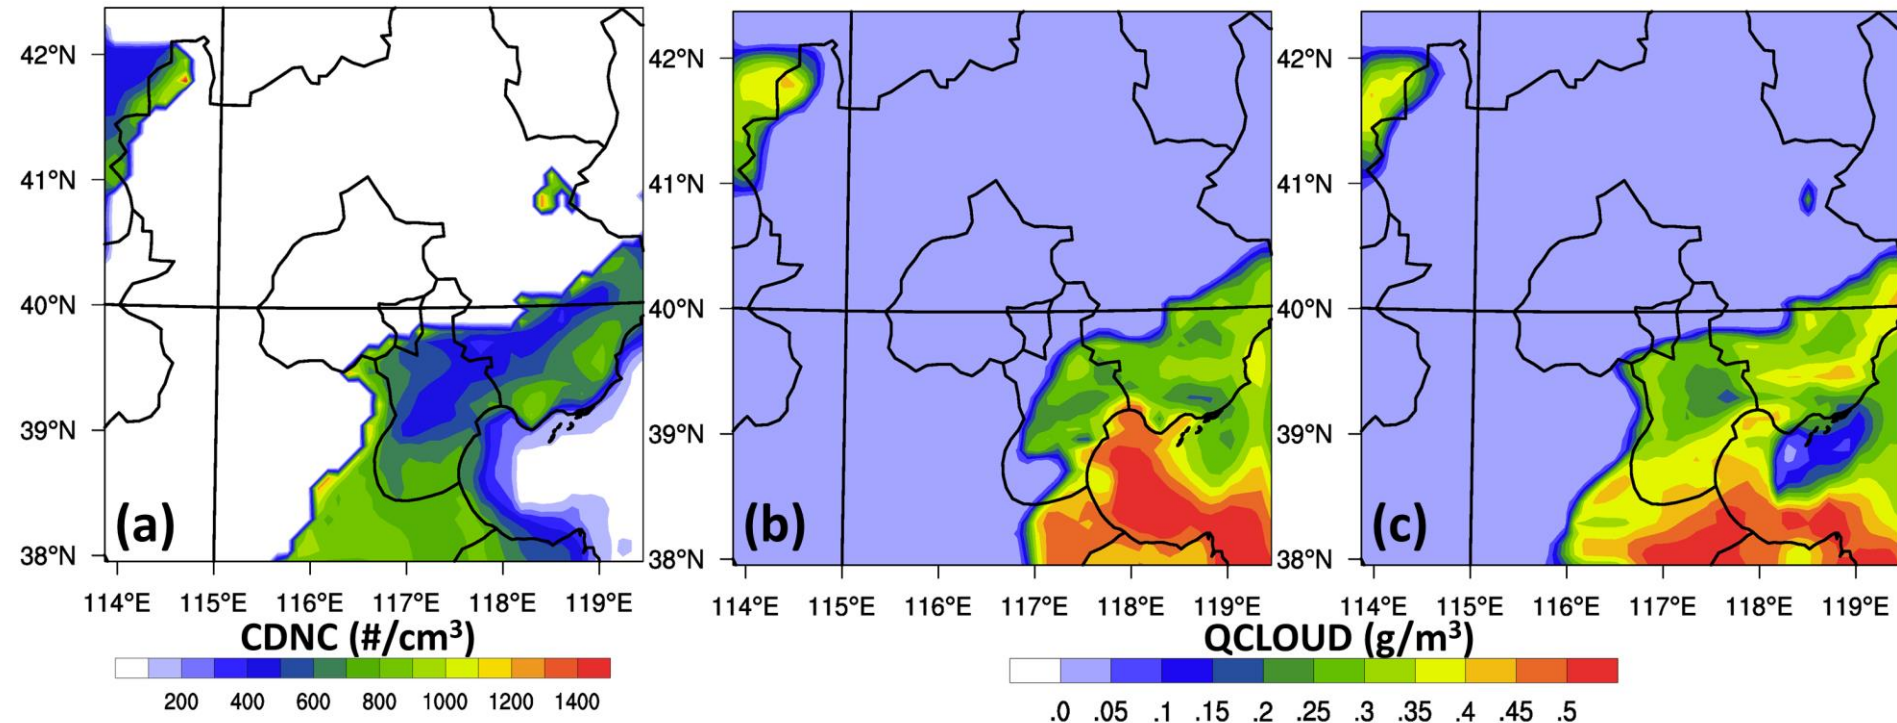 42°N
41°N
40°N
39°N
38°N
(a)
114°E 115°E 116°E 117°E 118°E 119°E
42°N
41°N
40°N
39°N
38°N
(b)
114°E 115°E 116°E 117°E 118°E 119°E
42°N
41°N
40°N
39°N
38°N
(c)
114°E 115°E 116°E 117°E 118°E 119°E
CDNC (#/cm³)
200 400 600 800 1000 1200 1400
QCLOUD (g/m³)
.0 .05 .1 .15 .2 .25 .3 .35 .4 .45 .5